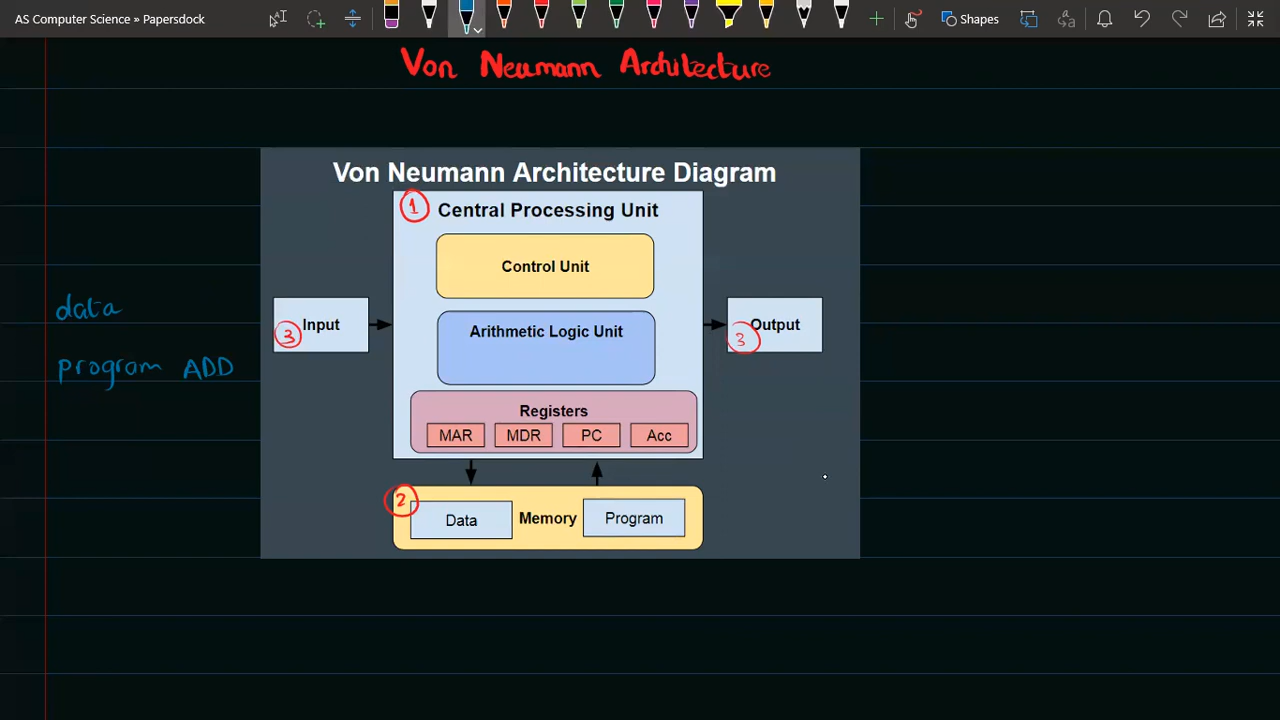 AS Computer Science » Papersdock
Shapes
Von Neumann Architecture
Von Neumann Architecture Diagram
1 Central Processing Unit
Control Unit
data
3 Input
Arithmetic Logic Unit
3 Output
program ADD
Registers
MAR MDR PC Acc
2 Data Memory Program